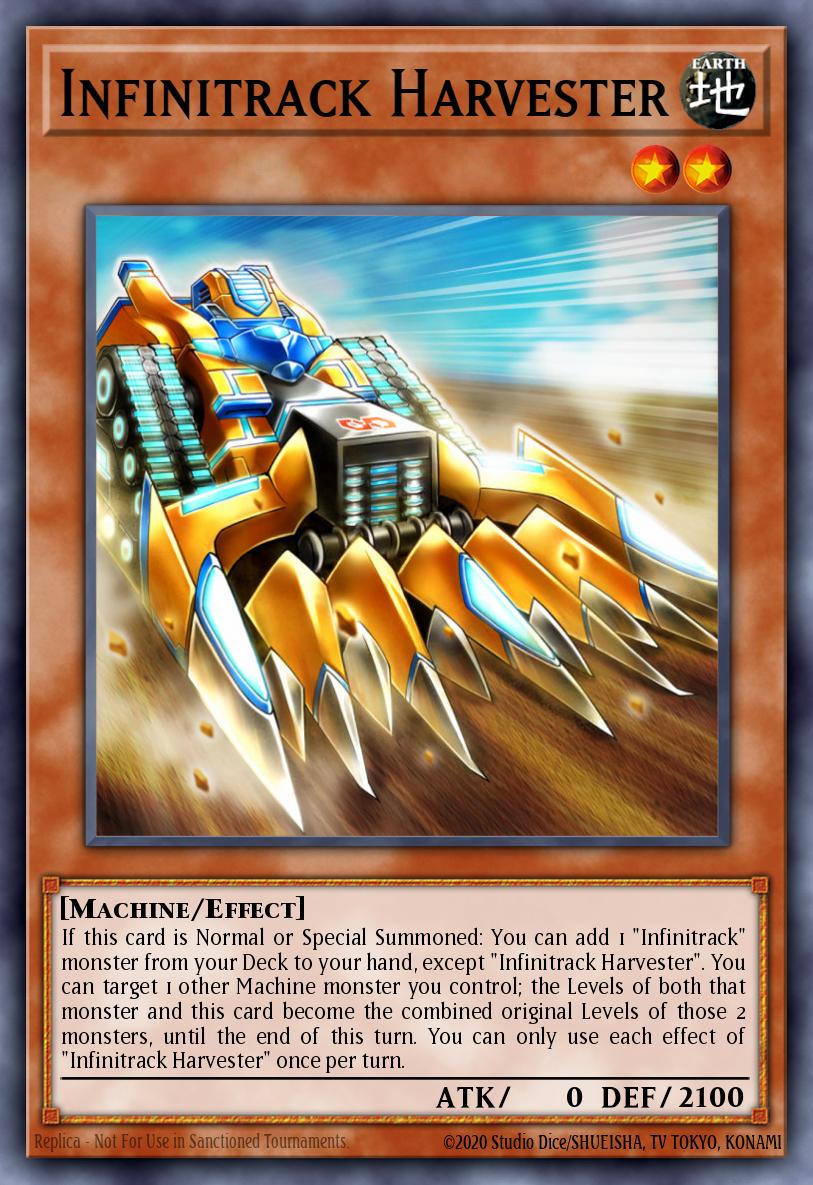 Infinitrack Harvester
EARTH
地
[Machine/Effect]
If this card is Normal or Special Summoned: You can add 1 "Infinitrack"
monster from your Deck to your hand, except "Infinitrack Harvester". You
can target 1 other Machine monster you control; the Levels of both that
monster and this card become the combined original Levels of those 2
monsters, until the end of this turn. You can only use each effect of
"Infinitrack Harvester" once per turn.
ATK/ 0 DEF/2100
Replica - Not For Use in Sanctioned Tournaments.
©2020 Studio Dice/SHUEISHA, TV TOKYO, KONAMI